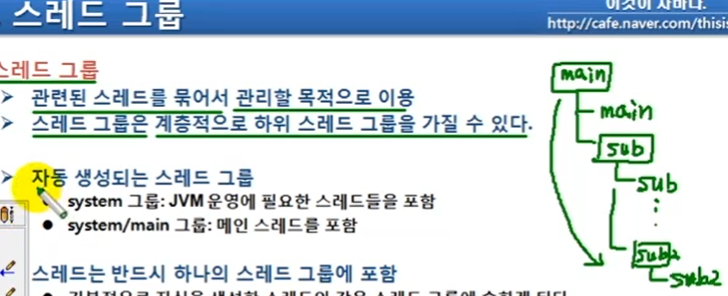 스레드 그룹
이것이 자바다.
http://cafe.naver.com/thisis
스레드 그룹
관련된 스레드를 묶어서 관리할 목적으로 이용
스레드 그룹은 계층적으로 하위 스레드 그룹을 가질 수 있다.
자동 생성되는 스레드 그룹
system 그룹: JVM 운영에 필요한 스레드들을 포함
system/main 그룹: 메인 스레드를 포함
스레드는 반드시 하나의 스레드 그룹에 포함
main
main
sub
sub
sub2
sub2